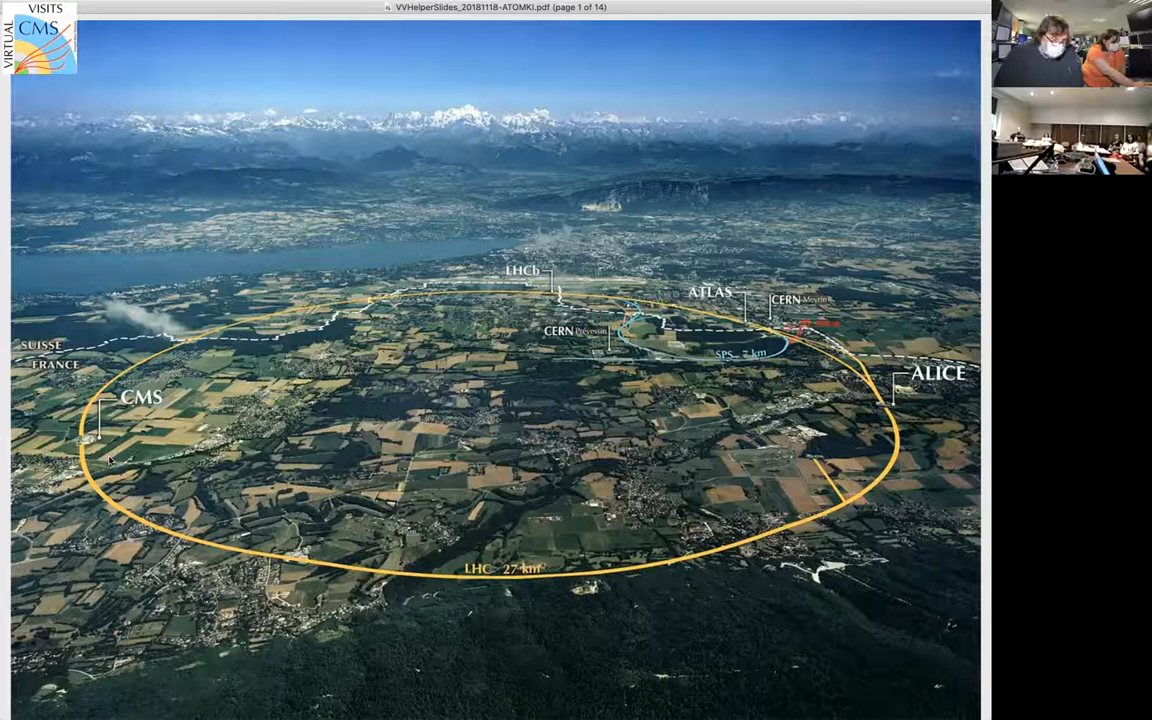 VVHelperSlides_20181118-ATOMKI.pdf (page 1 of 14)
VIRTUAL
VISITS
CMS
LHCb
ATLAS
CERN Meyrin
CERN Prévessin
SPS 7 km
SUISSE
FRANCE
CMS
ALICE
LHC 27 km